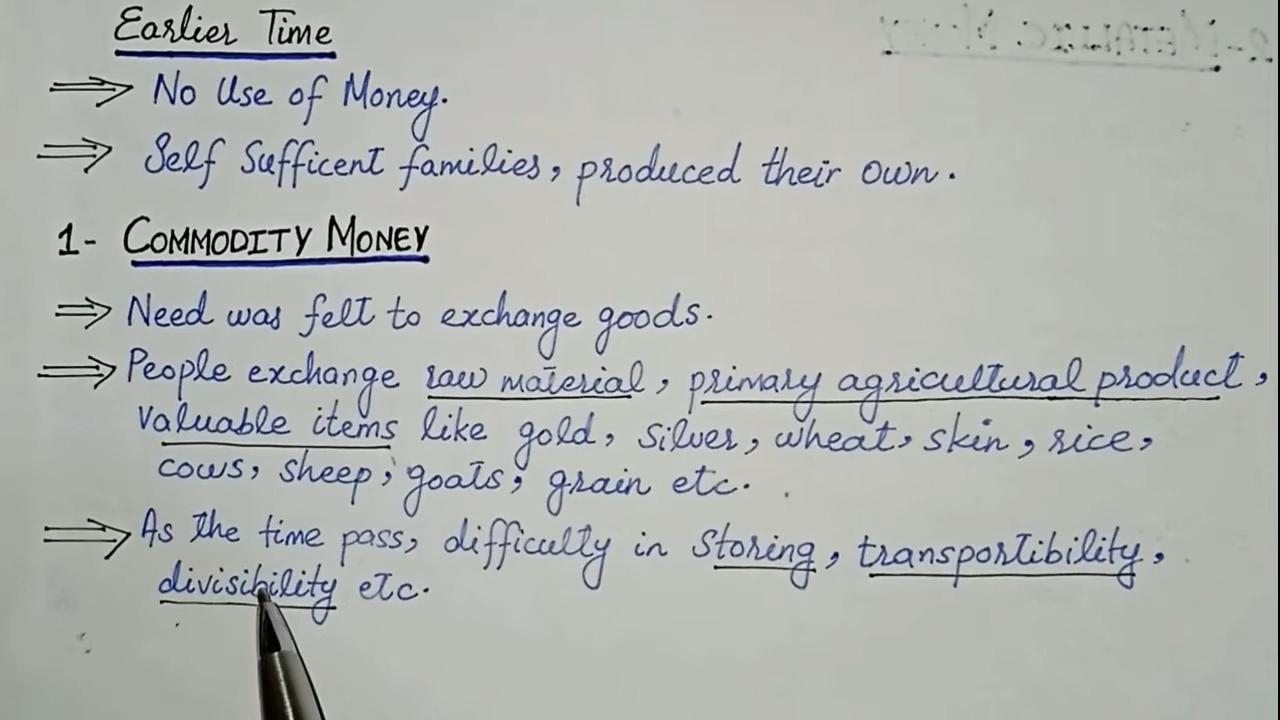 Earlier Time
⇒ No Use of Money.
⇒ Self Sufficent families, produced their own.
1- COMMODITY MONEY
⇒ Need was felt to exchange goods.
⇒ People exchange raw material, primary agricultural product,
valuable items like gold, silver, wheat, skin, rice,
cows, sheep, goats, grain etc.
⇒ As the time pass, difficulty in storing, transportibility,
divisibility etc.